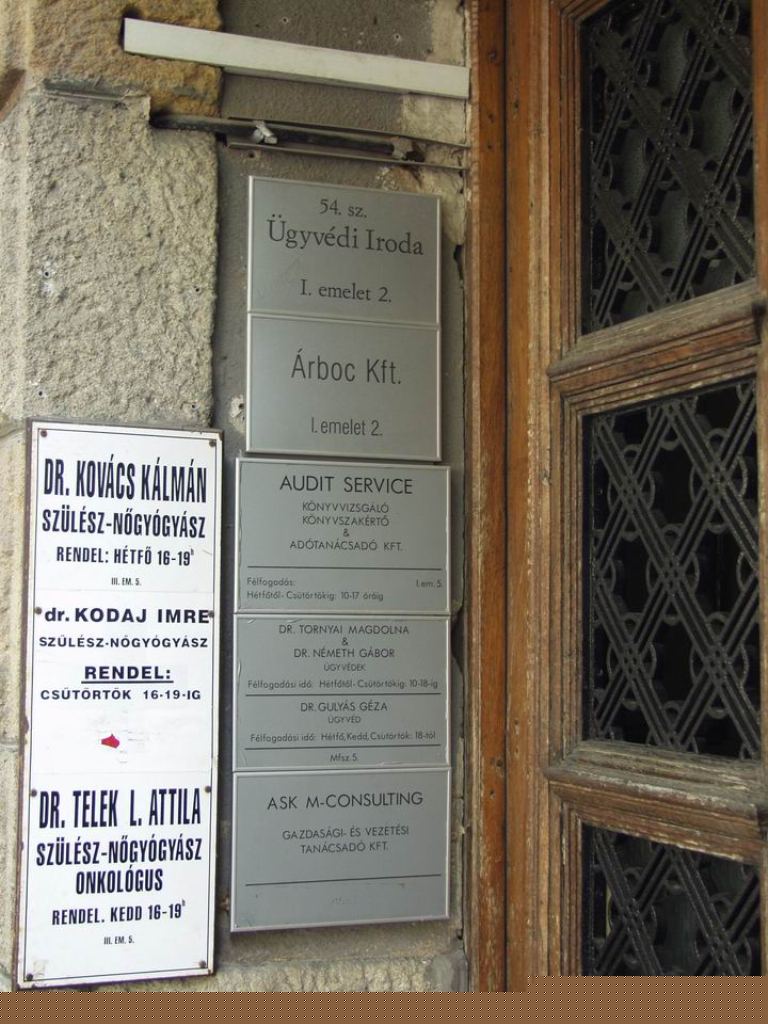 DR. KOVÁCS KÁLMÁN
SZÜLÉSZ-NŐGYÓGYÁSZ
RENDEL: HÉTFŐ 16-19ʰ
III. EM. 5.
dr. KODAJ IMRE
SZÜLÉSZ-NŐGYÓGYÁSZ
RENDEL:
CSÜTÖRTÖK 16-19-IG
DR. TELEK L. ATTILA
SZÜLÉSZ-NŐGYÓGYÁSZ
ONKOLÓGUS
RENDEL. KEDD 16-19ʰ
III. EM. 5.
54. sz.
Ügyvédi Iroda
I. emelet 2.
Árboc Kft.
I. emelet 2.
AUDIT SERVICE
KÖNYVVIZSGÁLÓ
KÖNYVSZAKÉRTŐ
&
ADÓTANÁCSADÓ KFT.
Félfogadás: I.em. 5.
Hétfőtől- Csütörtökig: 10-17 óráig
DR. TORNYAI MAGDOLNA
&
DR. NÉMETH GÁBOR
ÜGYVÉDEK
Félfogadási idő: Hétfőtől-Csütörtökig: 10-18-ig
DR. GULYÁS GÉZA
ÜGYVÉD
Félfogadási idő: Hétfő, Kedd, Csütörtök: 18-tól
Mfsz 5.
ASK M-CONSULTING
GAZDASÁGI- ÉS VEZETÉSI
TANÁCSADÓ KFT.